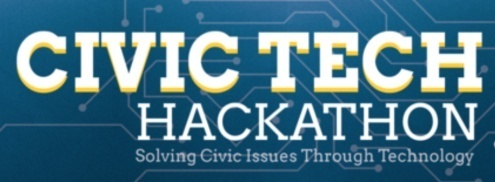 CIVIC TECH
HACKATHON
Solving Civic Issues Through Technology